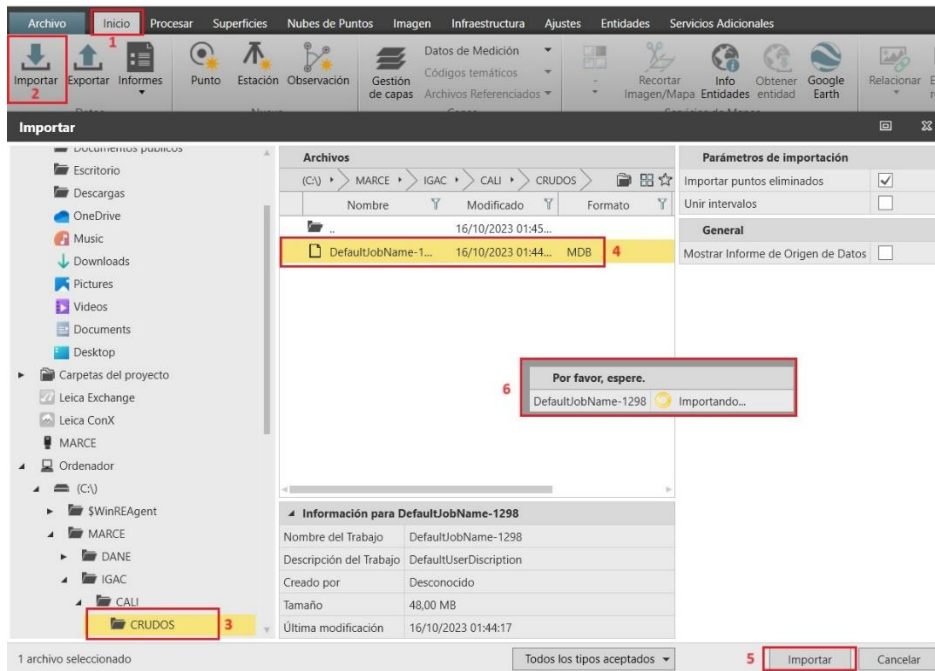 Archivo Inicio Procesar Superficies Nubes de Puntos Imagen Infraestructura Ajustes Entidades Servicios Adicionales
1
Importar Exportar Informes Punto Estación Observación Gestión de capas Datos de Medición Recortar Imagen/Mapa Info Entidades Obtener entidad Google Earth Relacionar
Códigos temáticos
2
Archivos Referenciados
Importar
Documentos públicos
Escritorio
Descargas
OneDrive
Music
Downloads
Pictures
Videos
Documents
Desktop
Carpetas del proyecto
Leica Exchange
Leica ConX
MARCE
Ordenador
(C:\)
$WinREAgent
MARCE
DANE
IGAC
CALI
CRUDOS 3
Archivos
(C:\) MARCE IGAC CALI CRUDOS
Nombre Modificado Formato
.. 16/10/2023 01:45...
DefaultJobName-1... 16/10/2023 01:44... MDB 4
6
Por favor, espere.
DefaultJobName-1298 Importando...
Información para DefaultJobName-1298
Nombre del Trabajo DefaultJobName-1298
Descripción del Trabajo DefaultUserDiscription
Creado por Desconocido
Tamaño 48,00 MB
Última modificación 16/10/2023 01:44:17
Parámetros de importación
Importar puntos eliminados
Unir intervalos
General
Mostrar Informe de Origen de Datos
1 archivo seleccionado Todos los tipos aceptados 5 Importar Cancelar